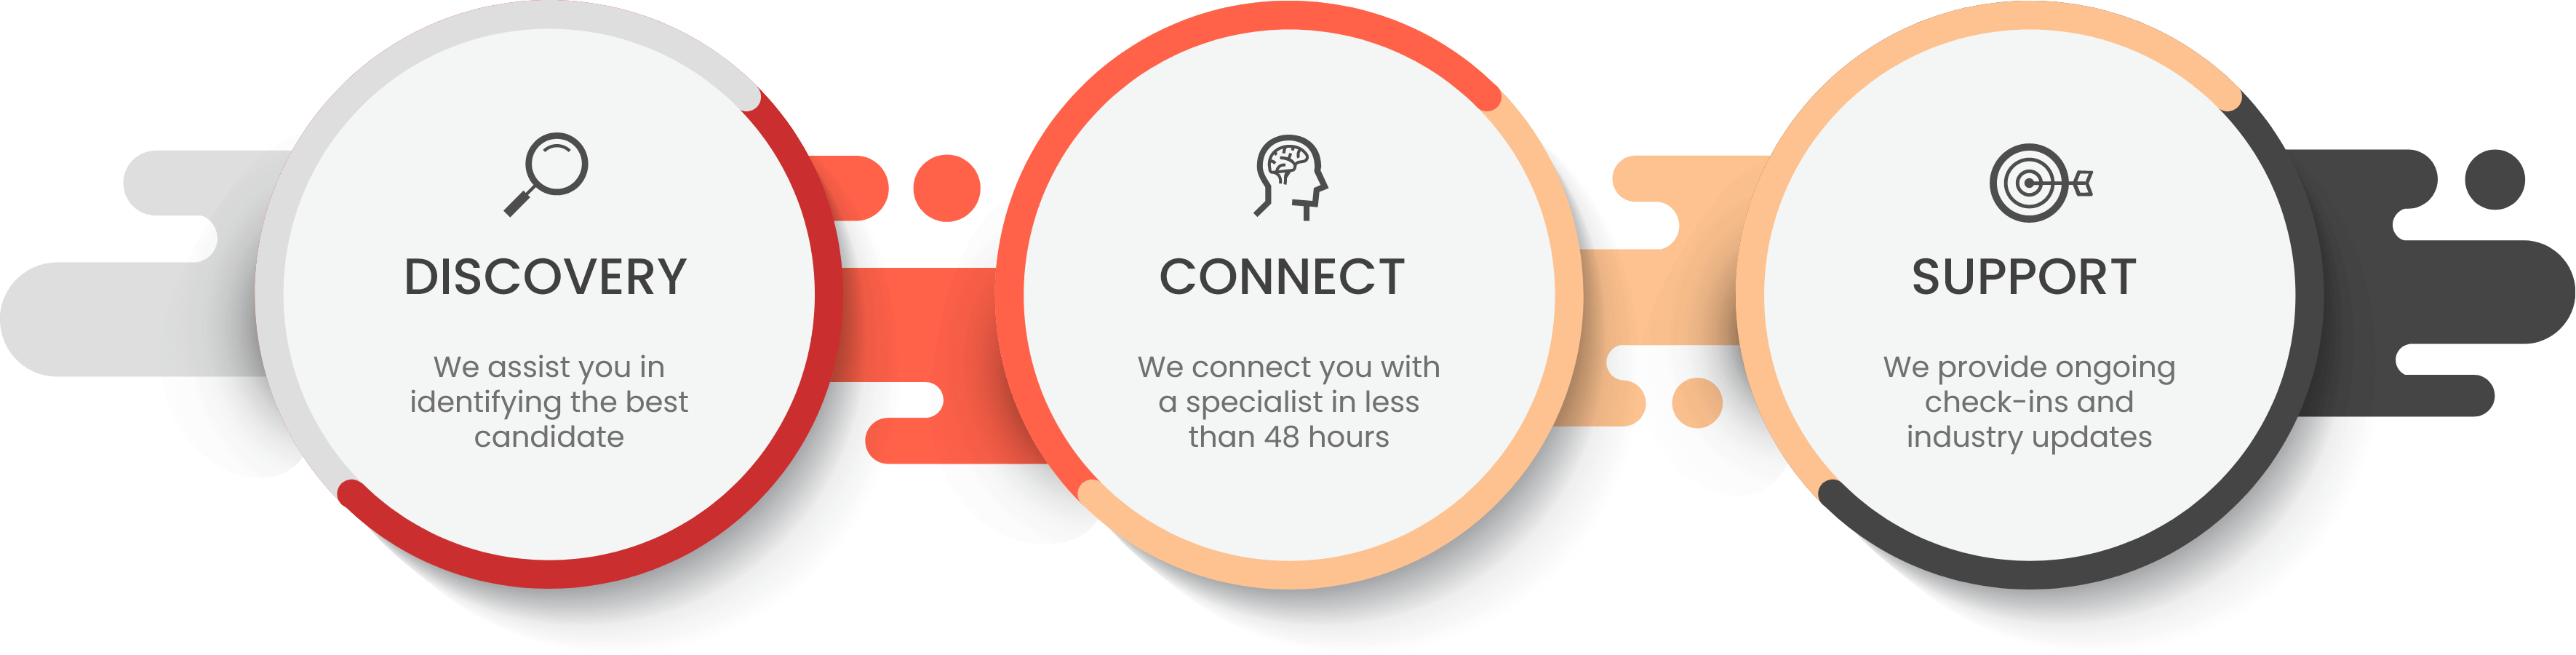 DISCOVERY
We assist you in
identifying the best
candidate
CONNECT
We connect you with
a specialist in less
than 48 hours
SUPPORT
We provide ongoing
check-ins and
industry updates